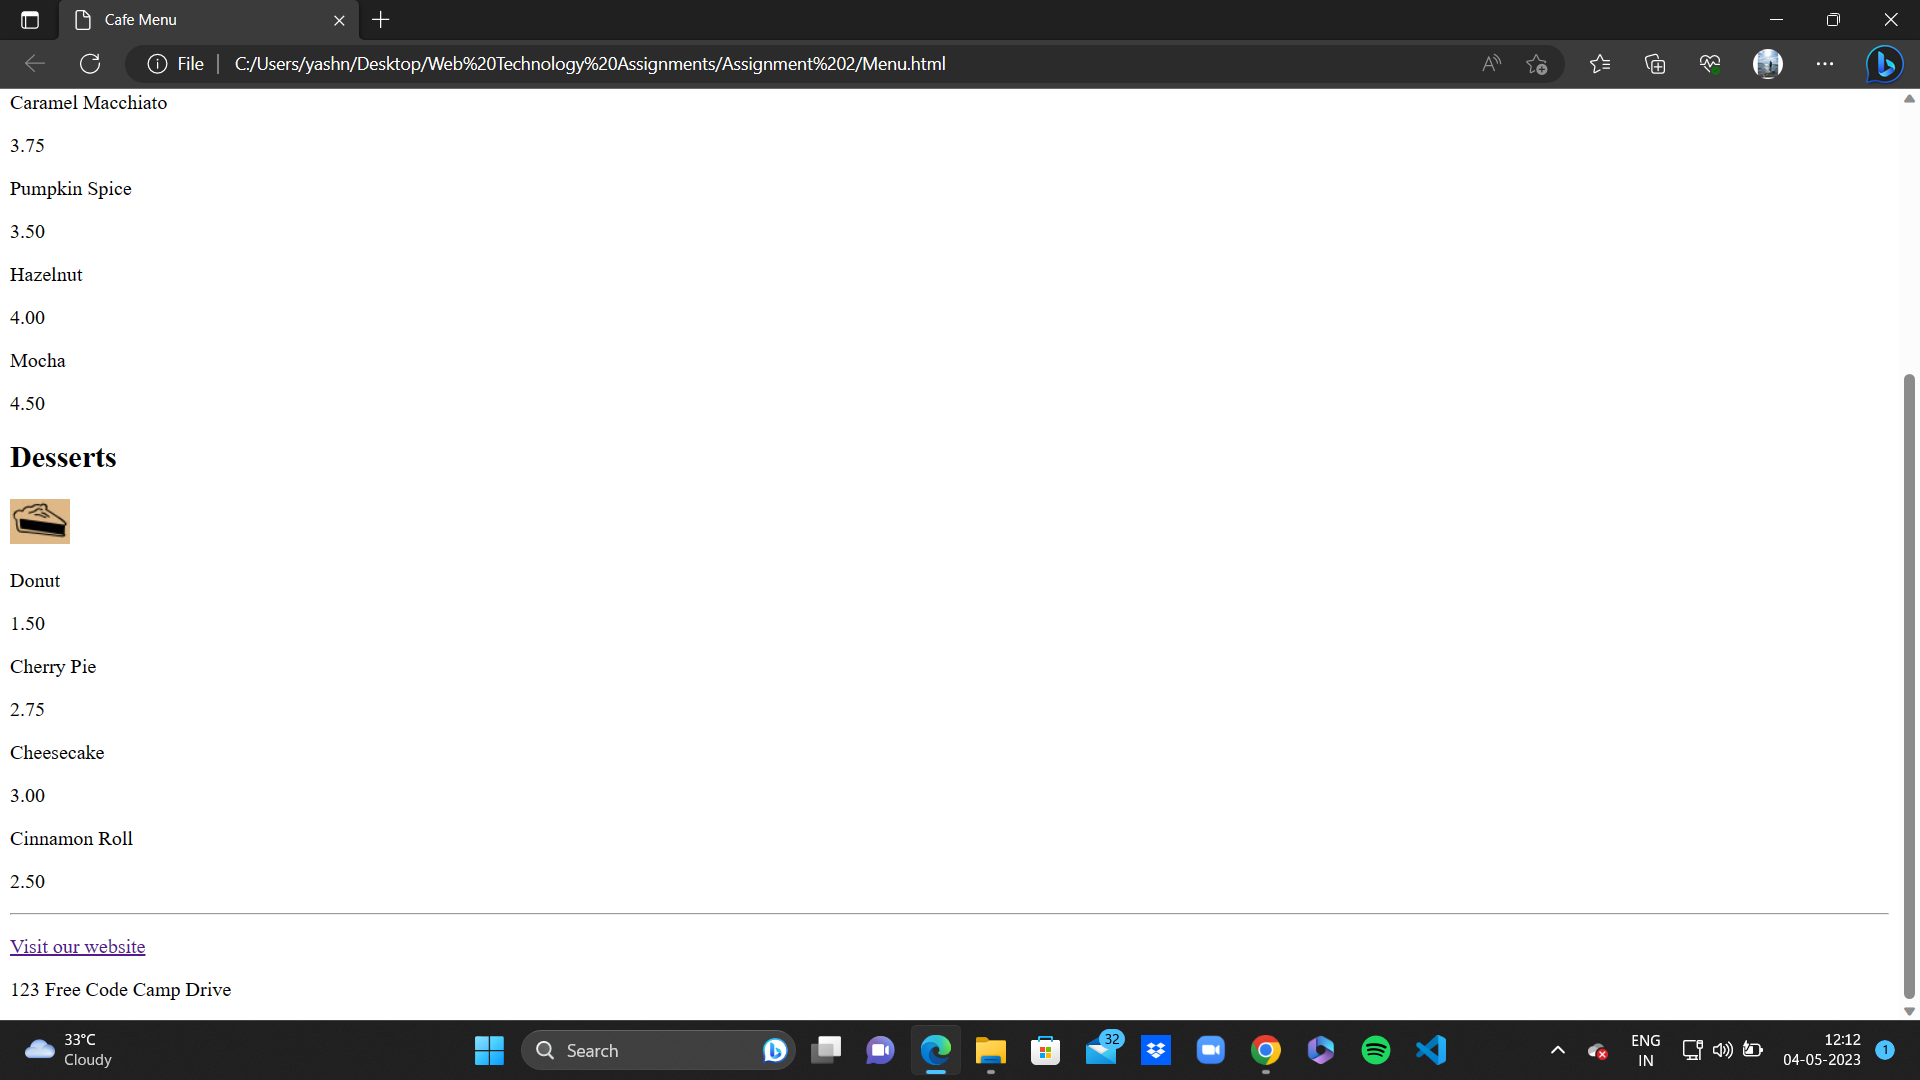 Cafe Menu
File
C:/Users/yashn/Desktop/Web%20Technology%20Assignments/Assignment%202/Menu.html
Caramel Macchiato
3.75
Pumpkin Spice
3.50
Hazelnut
4.00
Mocha
4.50
Desserts
Donut
1.50
Cherry Pie
2.75
Cheesecake
3.00
Cinnamon Roll
2.50
Visit our website
123 Free Code Camp Drive
33°C
Cloudy
Search
32
ENG
IN
12:12
04-05-2023
1